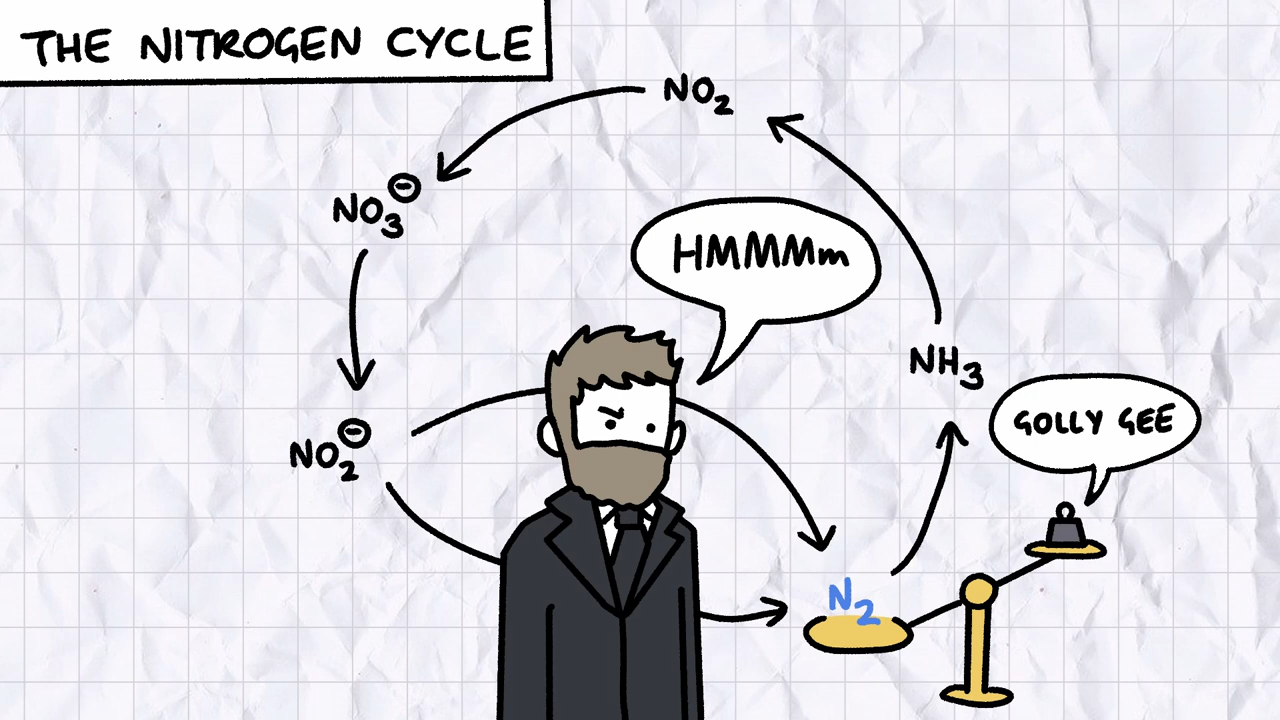 THE NITROGEN CYCLE
NO₂
NO₃⊖
HMMMm
NH₃
GOLLY GEE
NO₂⊖
N₂